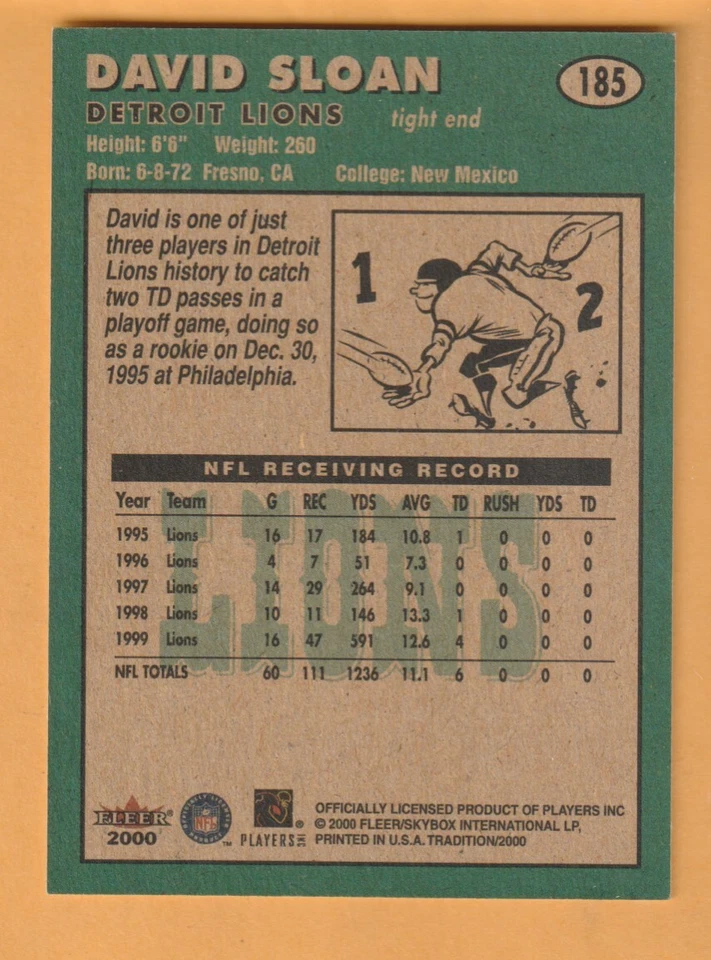 DAVID SLOAN
185
DETROIT LIONS tight end
Height: 6'6" Weight: 260
Born: 6-8-72 Fresno, CA College: New Mexico
David is one of just
three players in Detroit
Lions history to catch
two TD passes in a
playoff game, doing so
as a rookie on Dec. 30,
1995 at Philadelphia.
1
2
NFL RECEIVING RECORD
Year Team G REC YDS AVG TD RUSH YDS TD
1995 Lions 16 17 184 10.8 1 0 0 0
1996 Lions 4 7 51 7.3 0 0 0 0
1997 Lions 14 29 264 9.1 0 0 0 0
1998 Lions 10 11 146 13.3 1 0 0 0
1999 Lions 16 47 591 12.6 4 0 0 0
NFL TOTALS 60 111 1236 11.1 6 0 0 0
LIONS
FLEER
2000
NFL
™
PLAYERS INC
®
OFFICIALLY LICENSED PRODUCT OF PLAYERS INC
© 2000 FLEER/SKYBOX INTERNATIONAL LP,
PRINTED IN U.S.A. TRADITION/2000